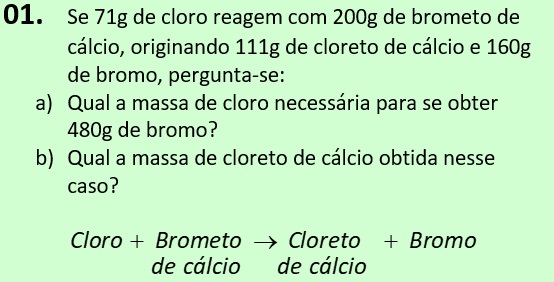 01. Se 71g de cloro reagem com 200g de brometo de
cálcio, originando 111g de cloreto de cálcio e 160g
de bromo, pergunta-se:
a) Qual a massa de cloro necessária para se obter
480g de bromo?
b) Qual a massa de cloreto de cálcio obtida nesse
caso?
Cloro + Brometo → Cloreto + Bromo
de cálcio de cálcio